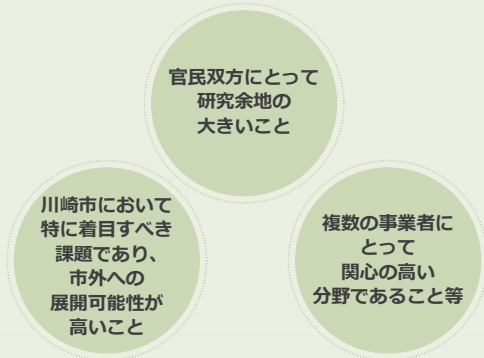 官民双方にとって
研究余地の
大きいこと
川崎市において
特に着目すべき
課題であり、
市外への
展開可能性が
高いこと
複数の事業者に
とって
関心の高い
分野であること等